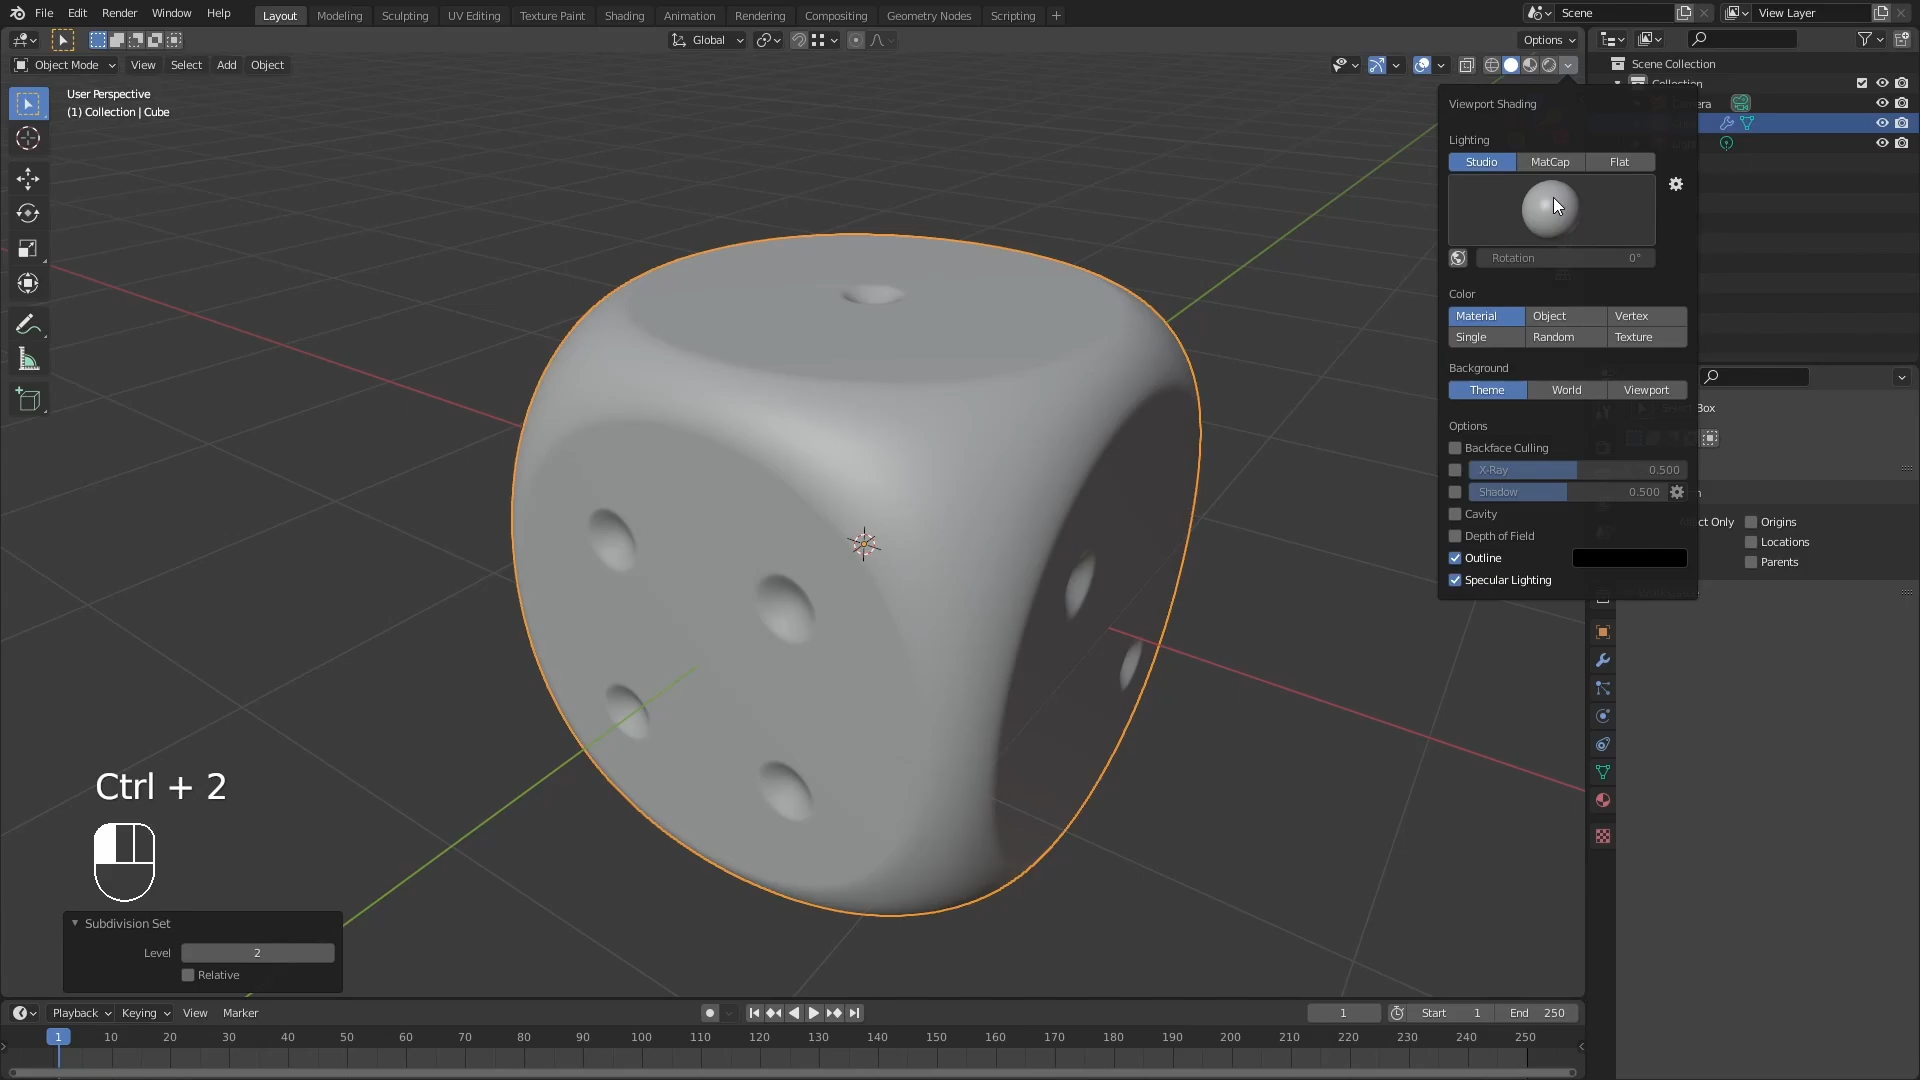 File Edit Render Window Help Layout Modeling Sculpting UV Editing Texture Paint Shading Animation Rendering Compositing Geometry Nodes Scripting + Scene View Layer
Global Options
Object Mode View Select Add Object Scene Collection
Collection
User Perspective
(1) Collection | Cube
Viewport Shading
Lighting
Studio MatCap Flat
Rotation 0°
Color
Material Object Vertex
Single Random Texture
Background
Theme World Viewport
Options
Backface Culling
X-Ray 0.500
Shadow 0.500
Cavity
Depth of Field
Outline
Specular Lighting
Box
Origins
Locations
Parents
Ctrl + 2
Subdivision Set
Level 2
Relative
Playback Keying View Marker 1 Start 1 End 250
1 10 20 30 40 50 60 70 80 90 100 110 120 130 140 150 160 170 180 190 200 210 220 230 240 250